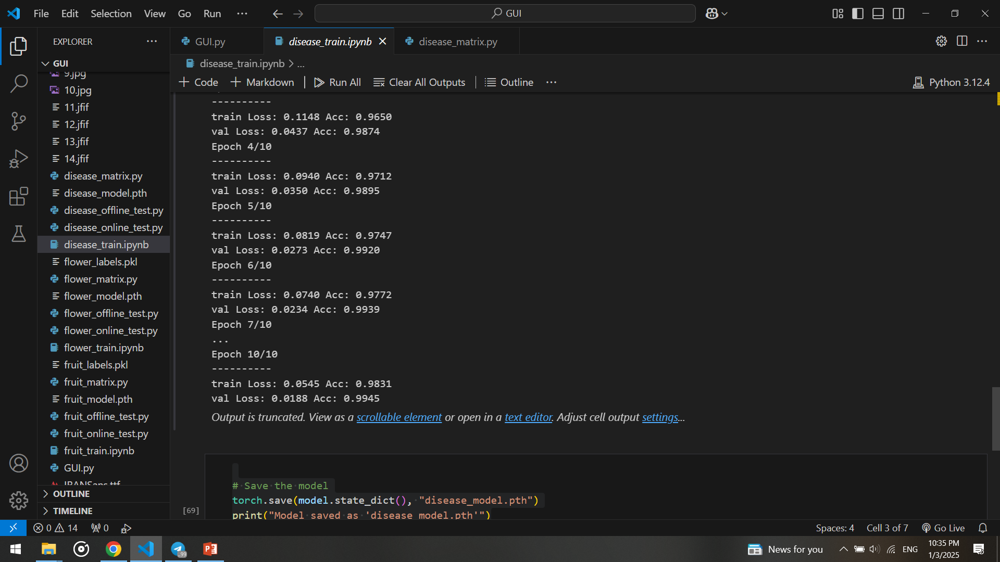 File Edit Selection View Go Run ... GUI
EXPLORER ...
GUI.py disease_train.ipynb disease_matrix.py
GUI
disease_train.ipynb > ...
9.jpg
Code Markdown Run All Clear All Outputs Outline ... Python 3.12.4
10.jpg
11.jfif
12.jfif
13.jfif
14.jfif
disease_matrix.py
disease_model.pth
disease_offline_test.py
disease_online_test.py
disease_train.ipynb
flower_labels.pkl
flower_matrix.py
flower_model.pth
flower_offline_test.py
flower_online_test.py
flower_train.ipynb
fruit_labels.pkl
fruit_matrix.py
fruit_model.pth
fruit_offline_test.py
fruit_online_test.py
fruit_train.ipynb
GUI.py
IRANSans.ttf
OUTLINE
TIMELINE
----------
train Loss: 0.1148 Acc: 0.9650
val Loss: 0.0437 Acc: 0.9874
Epoch 4/10
----------
train Loss: 0.0940 Acc: 0.9712
val Loss: 0.0350 Acc: 0.9895
Epoch 5/10
----------
train Loss: 0.0819 Acc: 0.9747
val Loss: 0.0273 Acc: 0.9920
Epoch 6/10
----------
train Loss: 0.0740 Acc: 0.9772
val Loss: 0.0234 Acc: 0.9939
Epoch 7/10
...
Epoch 10/10
----------
train Loss: 0.0545 Acc: 0.9831
val Loss: 0.0188 Acc: 0.9945
Output is truncated. View as a scrollable element or open in a text editor. Adjust cell output settings...
# Save the model
torch.save(model.state_dict(), "disease_model.pth")
print("Model saved as 'disease_model.pth'")
[69]
0 14 0 Spaces: 4 Cell 3 of 7 Go Live
99 News for you ENG 10:35 PM
1/3/2025